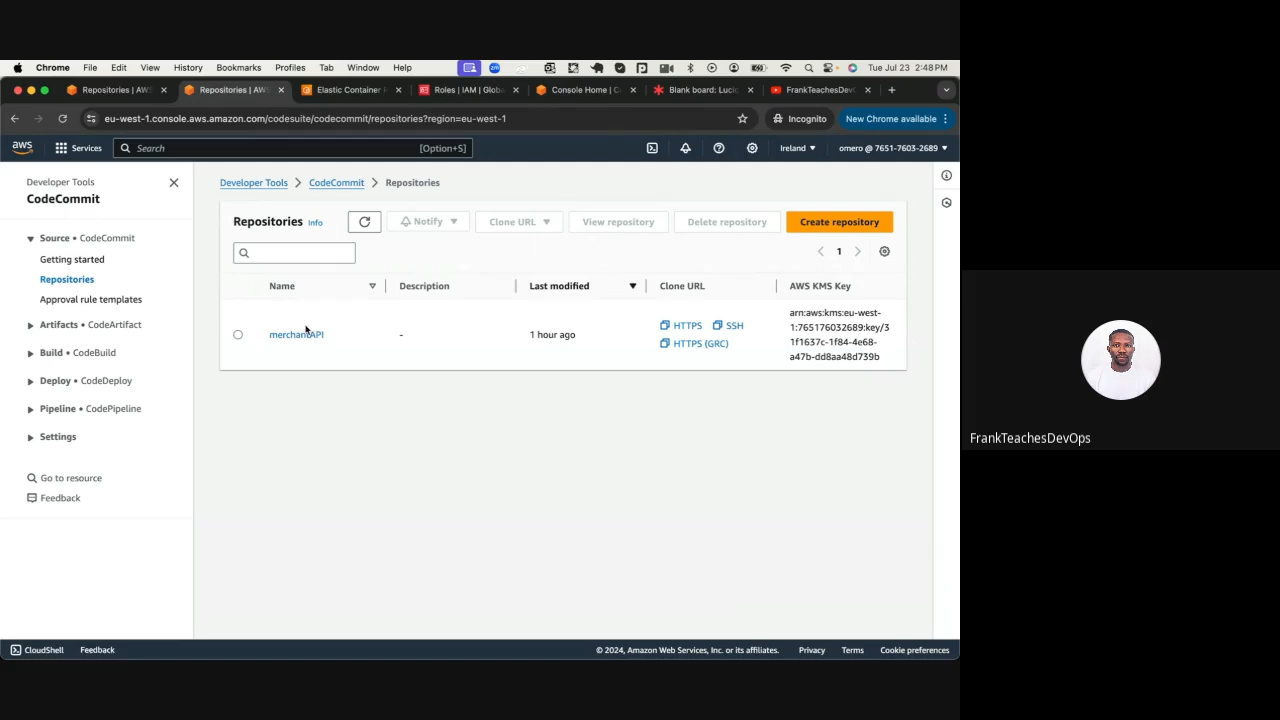 Chrome File Edit View History Bookmarks Profiles Tab Window Help Tue Jul 23 2:48 PM
Repositories | AWS Repositories | AWS Elastic Container Roles | IAM | Glob Console Home | C Blank board: Luci FrankTeachesDev
eu-west-1.console.aws.amazon.com/codesuite/codecommit/repositories?region=eu-west-1 Incognito New Chrome available
aws Services Search [Option+S] Ireland omero @ 7651-7603-2689
Developer Tools
CodeCommit
Source • CodeCommit
Getting started
Repositories
Approval rule templates
Artifacts • CodeArtifact
Build • CodeBuild
Deploy • CodeDeploy
Pipeline • CodePipeline
Settings
Go to resource
Feedback
Developer Tools > CodeCommit > Repositories
Repositories Info Notify Clone URL View repository Delete repository Create repository
1
Name Description Last modified Clone URL AWS KMS Key
merchantAPI - 1 hour ago HTTPS SSH
HTTPS (GRC)
arn:aws:kms:eu-west-
1:765176032689:key/3
1f1637c-1f84-4e68-
a47b-dd8aa48d739b
FrankTeachesDevOps
CloudShell Feedback © 2024, Amazon Web Services, Inc. or its affiliates. Privacy Terms Cookie preferences